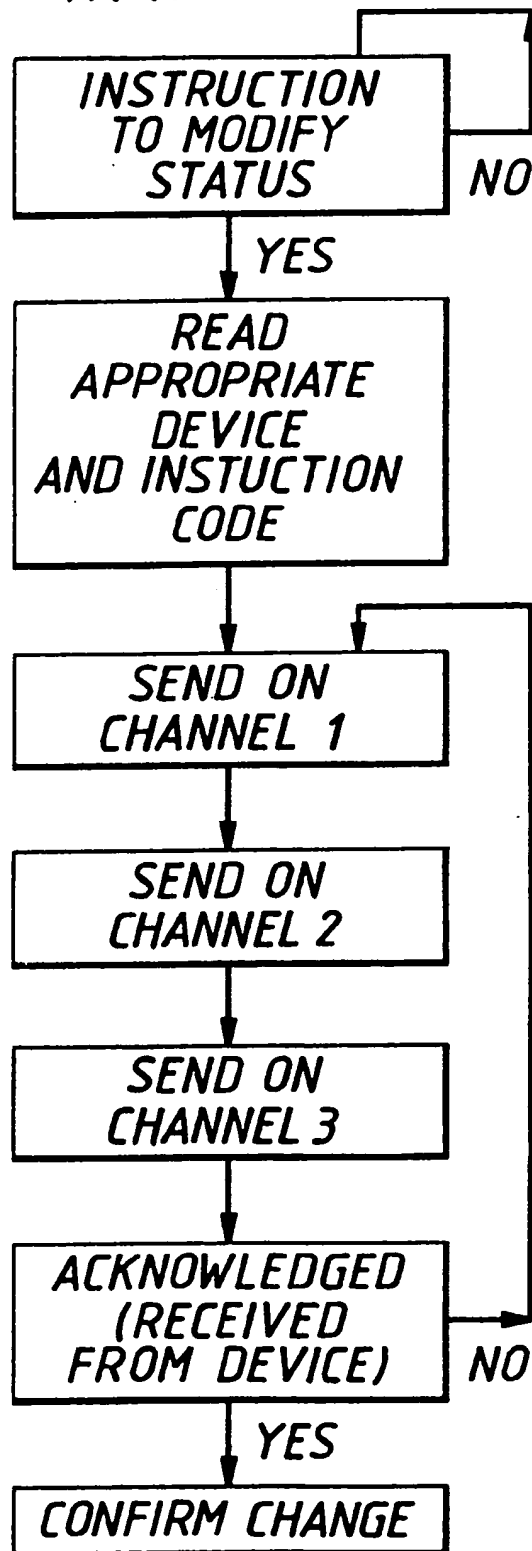 INSTRUCTION
TO MODIFY
STATUS
NO
YES
READ
APPROPRIATE
DEVICE
AND INSTUCTION
CODE
SEND ON
CHANNEL 1
SEND ON
CHANNEL 2
SEND ON
CHANNEL 3
ACKNOWLEDGED
(RECEIVED
FROM DEVICE)
NO
YES
CONFIRM CHANGE